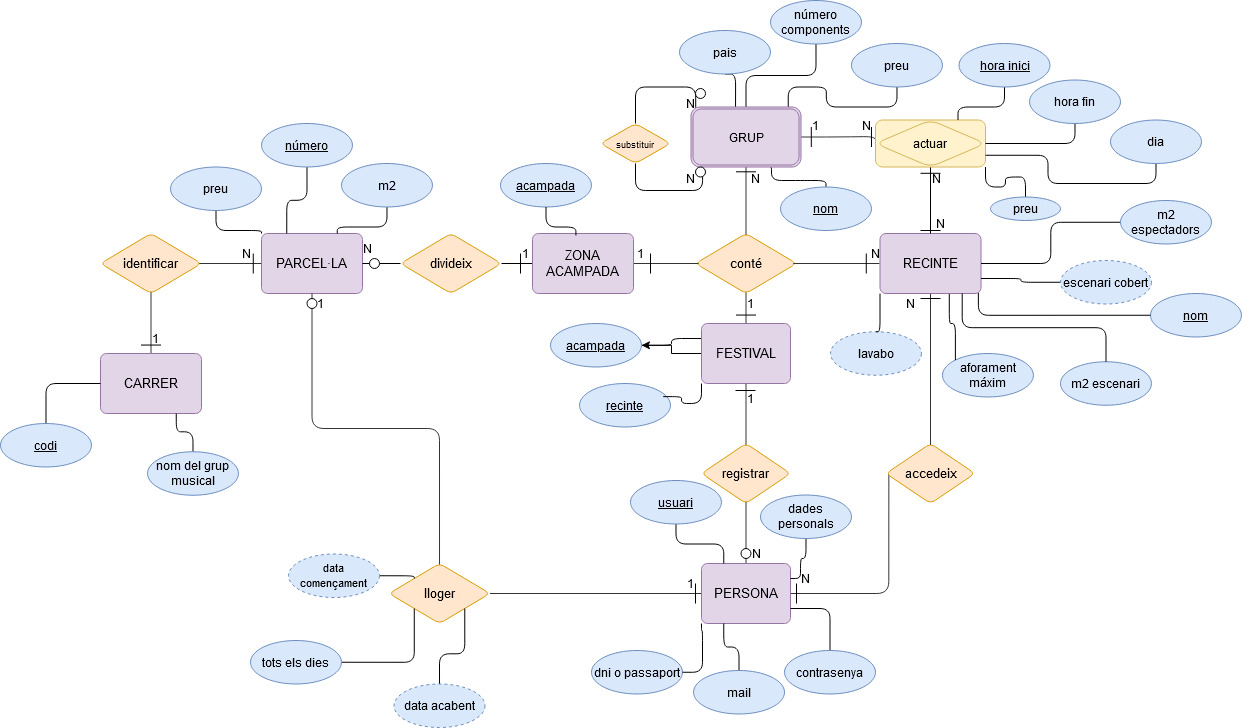 número
components
pais
hora inici
preu
hora fin
N
substituir
GRUP
1
N
actuar
dia
número
N
N
N
preu
m2
acampada
nom
preu
m2
espectadors
identificar
N
PARCEL·LA
N
divideix
1
ZONA
ACAMPADA
1
conté
N
N
RECINTE
escenari cobert
1
1
N
nom
1
acampada
FESTIVAL
lavabo
aforament
máxim
m2 escenari
CARRER
recinte
1
codi
nom del grup
musical
registrar
accedeix
usuari
dades
personals
N
data
començament
lloger
1
PERSONA
N
tots els dies
dni o passaport
mail
contrasenya
data acabent